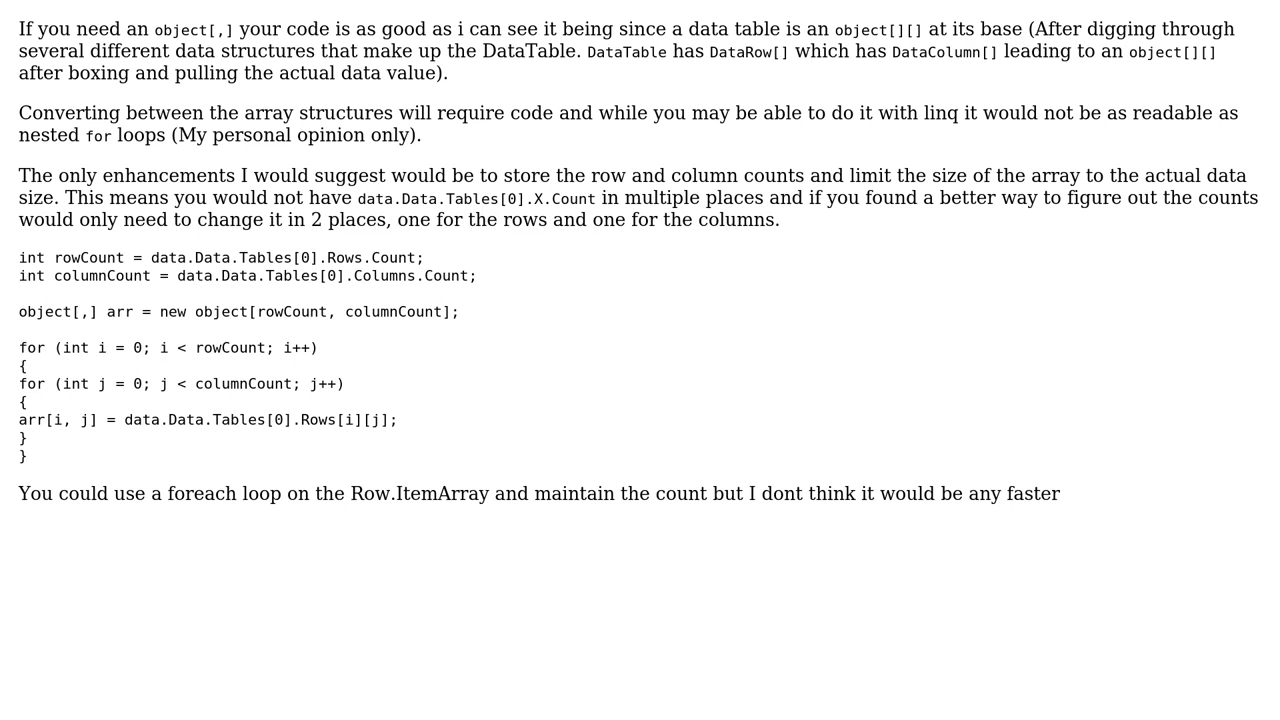 If you need an object[,] your code is as good as i can see it being since a data table is an object[][] at its base (After digging through
several different data structures that make up the DataTable. DataTable has DataRow[] which has DataColumn[] leading to an object[][]
after boxing and pulling the actual data value).
Converting between the array structures will require code and while you may be able to do it with linq it would not be as readable as
nested for loops (My personal opinion only).
The only enhancements I would suggest would be to store the row and column counts and limit the size of the array to the actual data
size. This means you would not have data.Data.Tables[0].X.Count in multiple places and if you found a better way to figure out the counts
would only need to change it in 2 places, one for the rows and one for the columns.
int rowCount = data.Data.Tables[0].Rows.Count;
int columnCount = data.Data.Tables[0].Columns.Count;
object[,] arr = new object[rowCount, columnCount];
for (int i = 0; i < rowCount; i++)
{
for (int j = 0; j < columnCount; j++)
{
arr[i, j] = data.Data.Tables[0].Rows[i][j];
}
}
You could use a foreach loop on the Row.ItemArray and maintain the count but I dont think it would be any faster